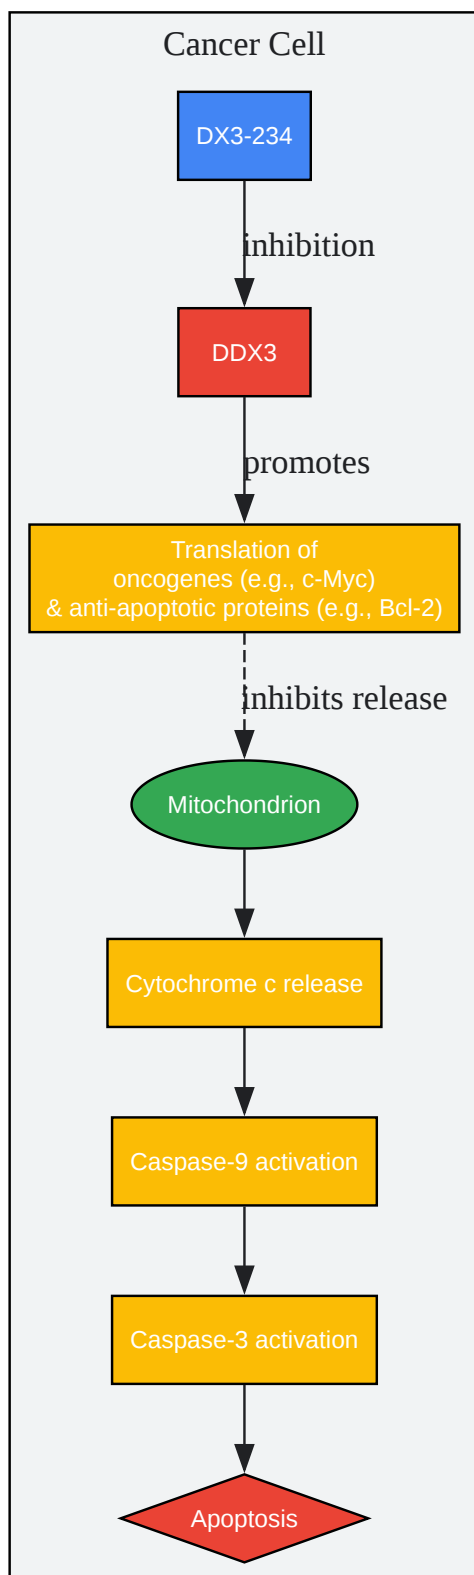 Cancer Cell
DX3-234
inhibition
DDX3
promotes
Translation of
oncogenes (e.g., c-Myc)
& anti-apoptotic proteins (e.g., Bcl-2)
inhibits release
Mitochondrion
Cytochrome c release
Caspase-9 activation
Caspase-3 activation
Apoptosis